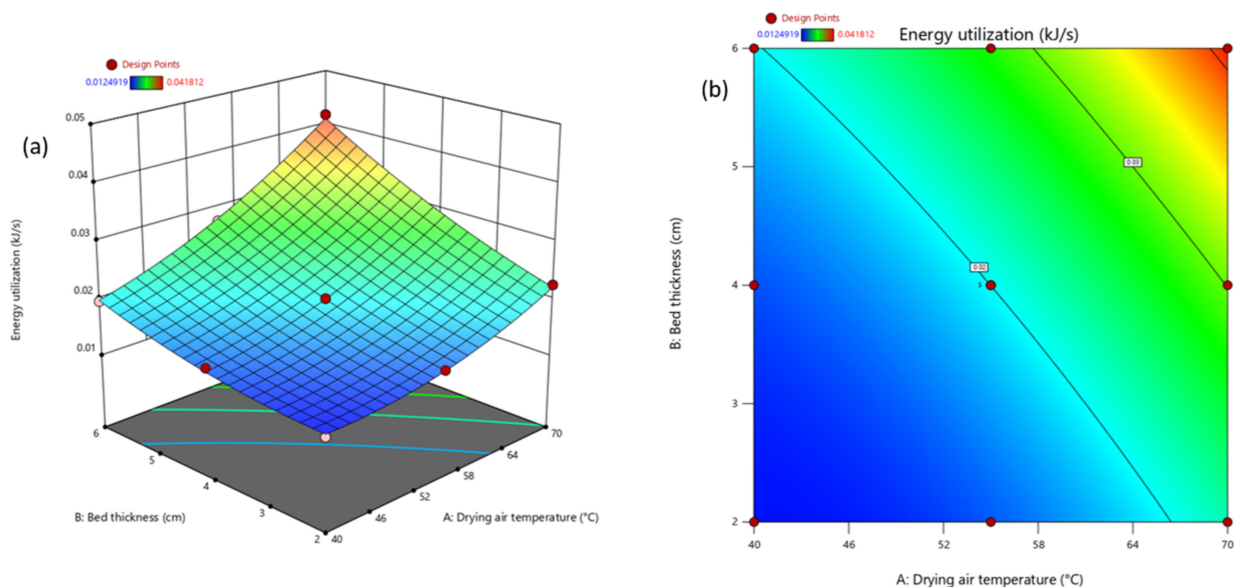 (a)
Design Points
0.0124919 0.041812
0.05
0.04
0.03
0.02
0.01
Energy utilization (kJ/s)
6
5
4
3
2
40
46
52
58
64
70
B: Bed thickness (cm)
A: Drying air temperature (°C)
(b)
Design Points
0.0124919 0.041812
Energy utilization (kJ/s)
6
5
4
3
2
B: Bed thickness (cm)
0.03
0.02
5
40 46 52 58 64 70
A: Drying air temperature (°C)